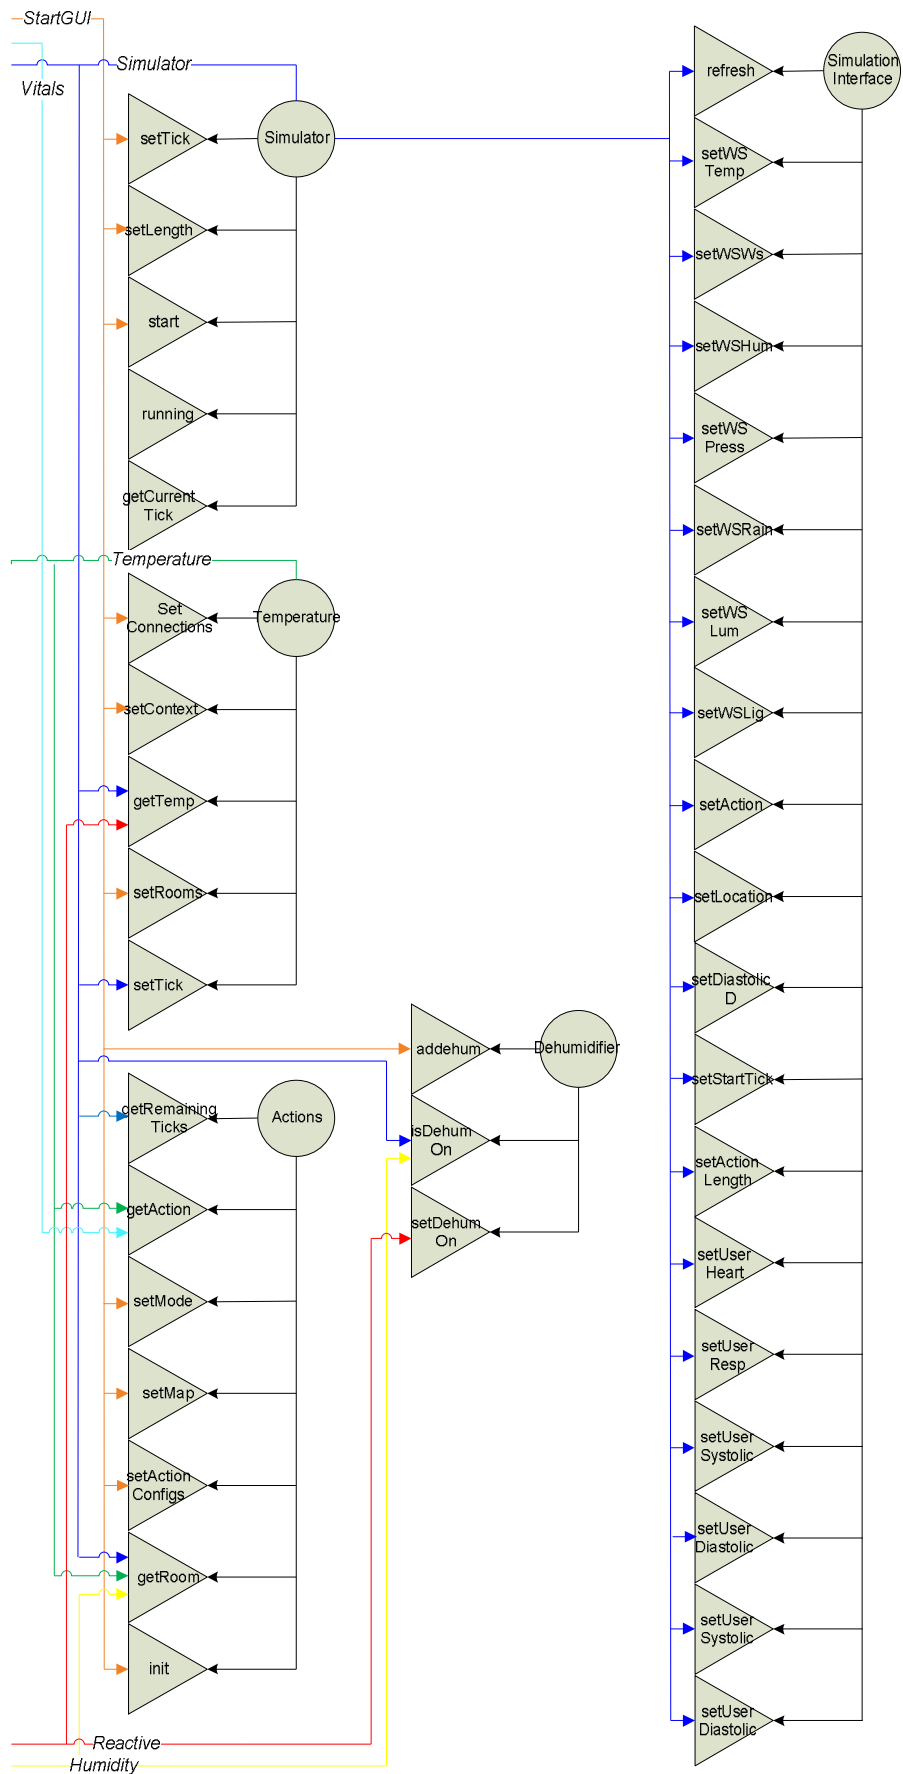 StartGUI
Simulator
Vitals
setTick
Simulator
setLength
start
running
getCurrent
Tick
Temperature
Set
Connections
Temperature
setContext
getTemp
setRooms
setTick
getRemaining
Ticks
Actions
getAction
setMode
setMap
setAction
Configs
getRoom
init
Reactive
Humidity
addehum
Dehumidifier
isDehum
On
setDehum
On
refresh
Simulation
Interface
setWS
Temp
setWSWs
setWSHum
setWS
Press
setWSRain
setWS
Lum
setWSLig
setAction
setLocation
setDiastolic
D
setStartTick
setAction
Length
setUser
Heart
setUser
Resp
setUser
Systolic
setUser
Diastolic
setUser
Systolic
setUser
Diastolic